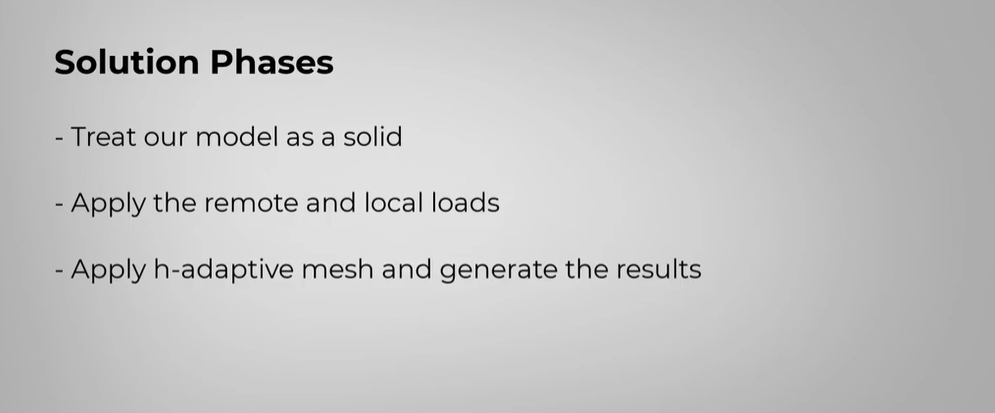 Solution Phases
- Treat our model as a solid
- Apply the remote and local loads
- Apply h-adaptive mesh and generate the results